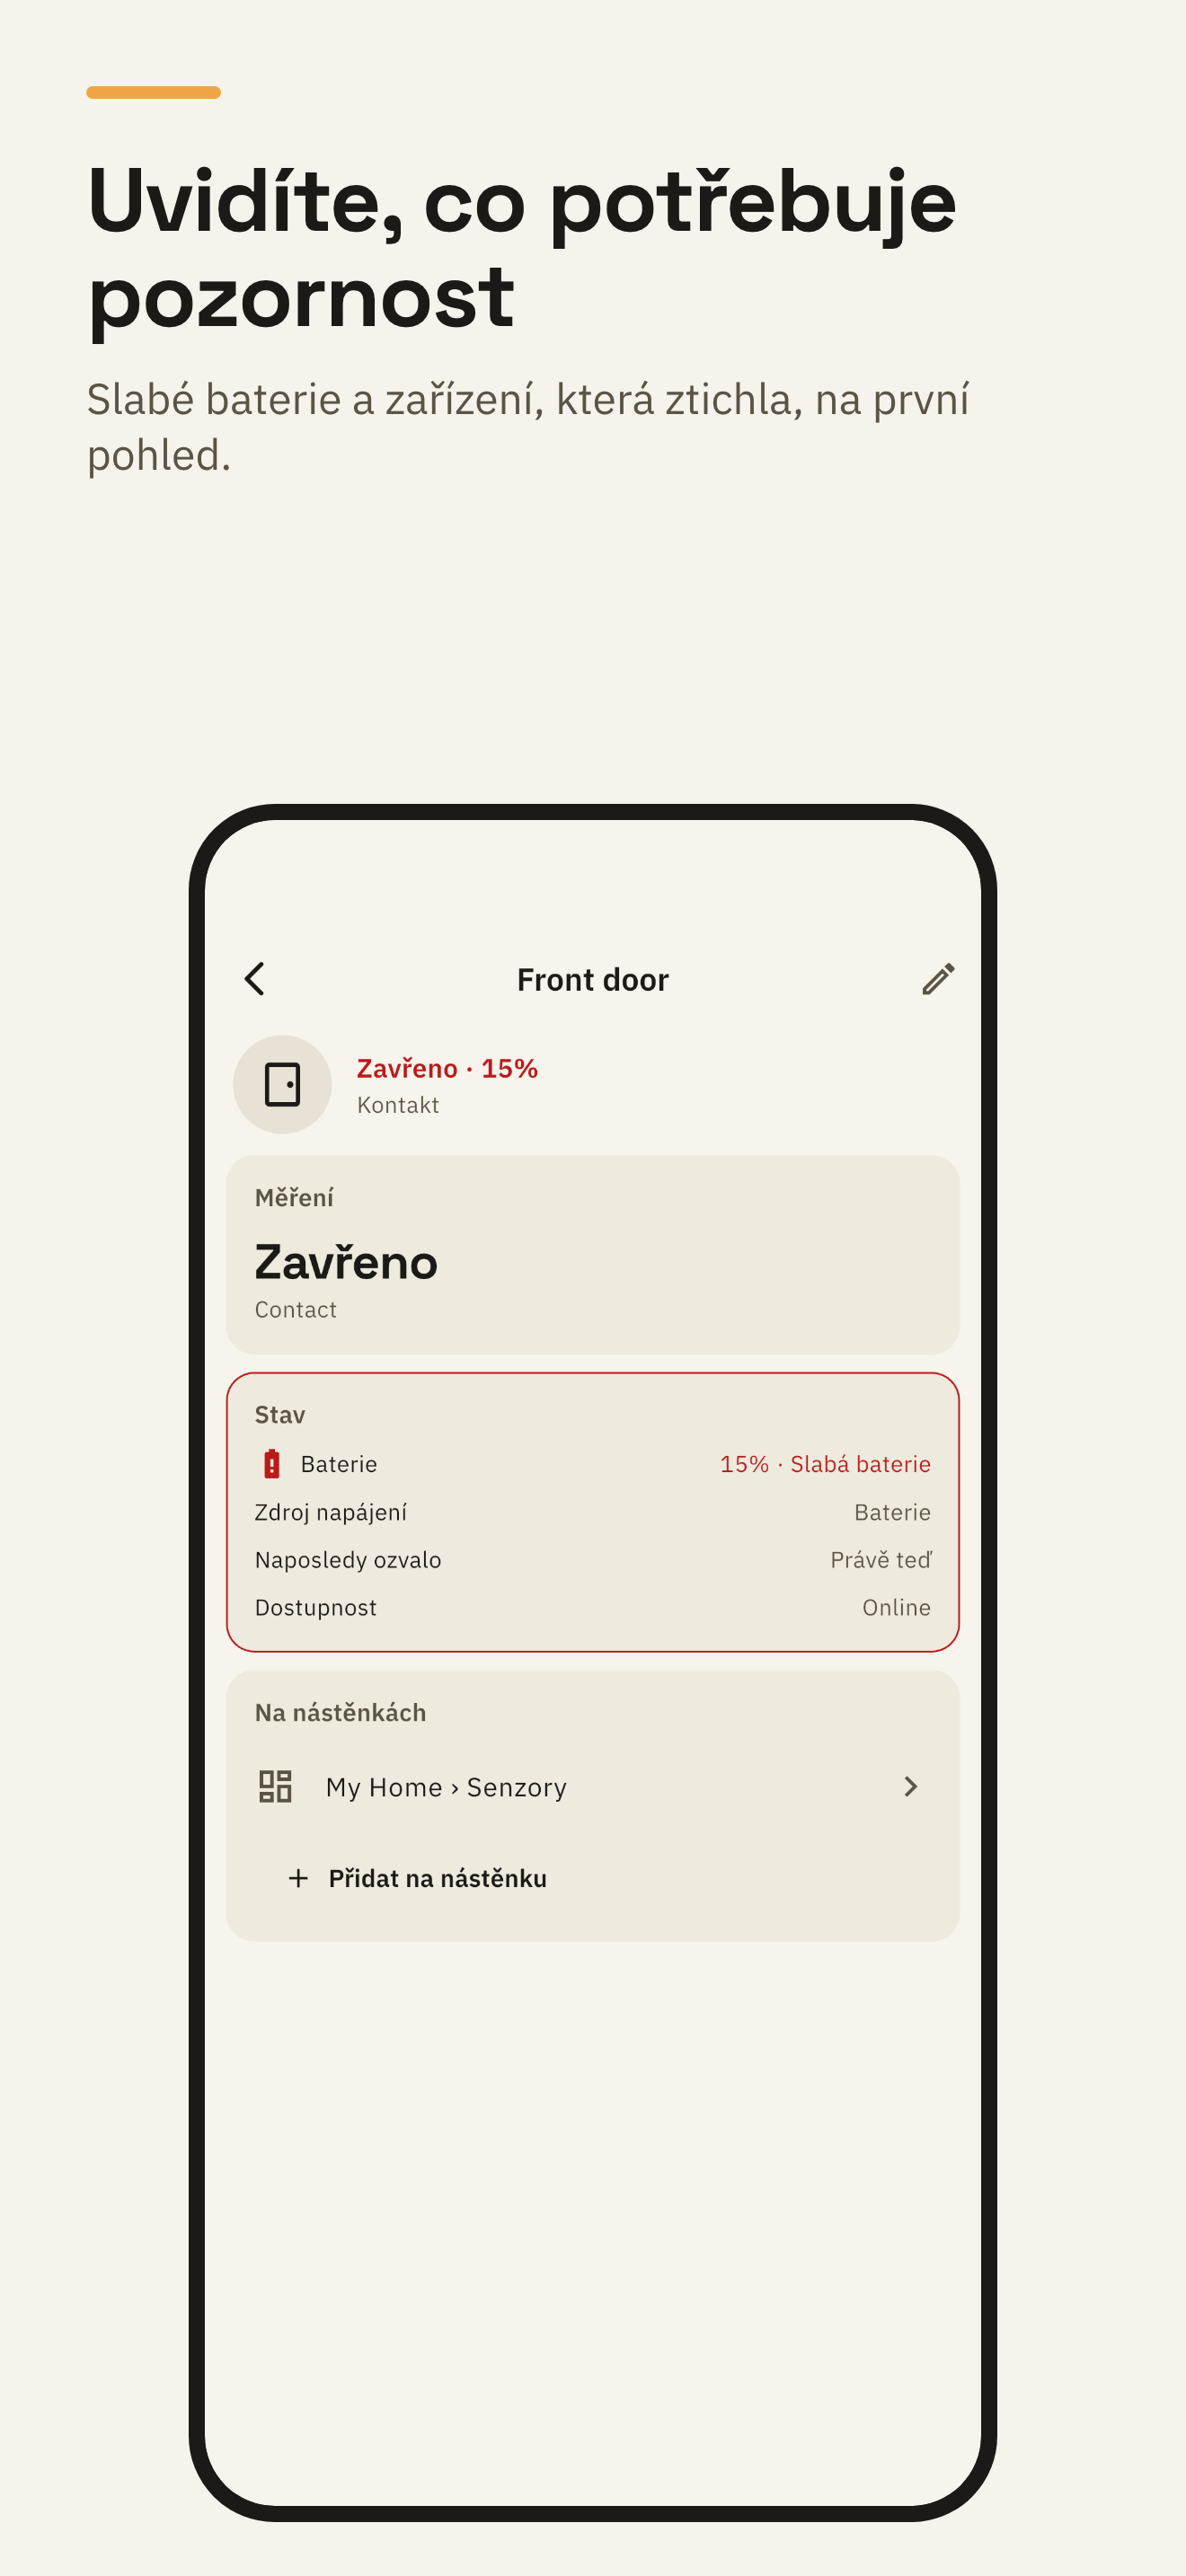 Uvidíte, co potřebuje
pozornost
Slabé baterie a zařízení, která ztichla, na první
pohled.
Front door
Zavřeno · 15%
Kontakt
Měření
Zavřeno
Contact
Stav
Baterie 15% · Slabá baterie
Zdroj napájení Baterie
Naposledy ozvalo Právě teď
Dostupnost Online
Na nástěnkách
My Home › Senzory
Přidat na nástěnku